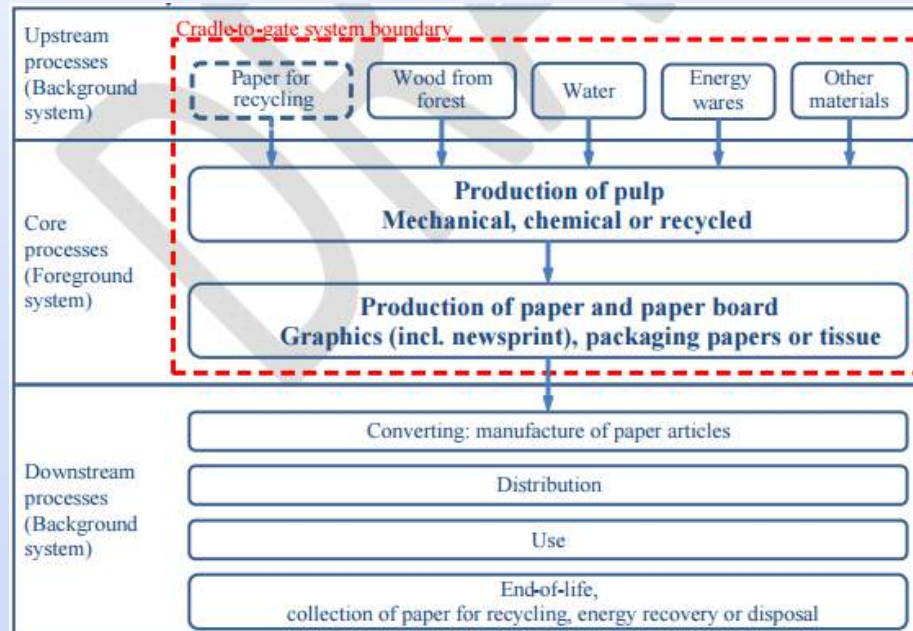 Cradle-to-gate system boundary
Upstream
processes
(Background
system)
Paper for
recycling
Wood from
forest
Water
Energy
wares
Other
materials
Core
processes
(Foreground
system)
Production of pulp
Mechanical, chemical or recycled
Production of paper and paper board
Graphics (incl. newsprint), packaging papers or tissue
Downstream
processes
(Background
system)
Converting: manufacture of paper articles
Distribution
Use
End-of-life,
collection of paper for recycling, energy recovery or disposal